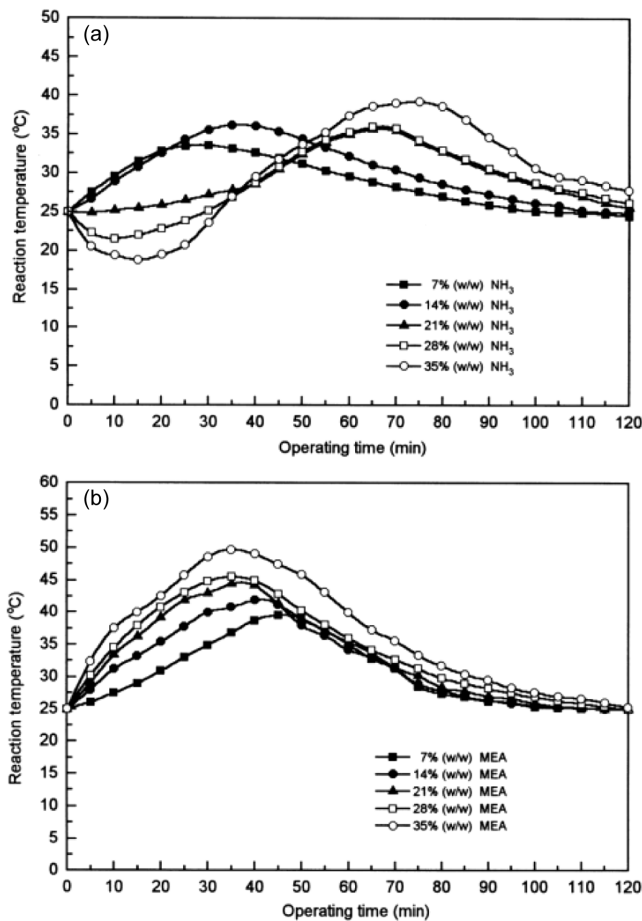 (a)
Reaction temperature (°C)
50
45
40
35
30
25
20
15
10
5
0
7% (w/w) NH₃
14% (w/w) NH₃
21% (w/w) NH₃
28% (w/w) NH₃
35% (w/w) NH₃
0 10 20 30 40 50 60 70 80 90 100 110 120
Operating time (min)
(b)
Reaction temperature (°C)
60
55
50
45
40
35
30
25
20
15
10
5
0
7% (w/w) MEA
14% (w/w) MEA
21% (w/w) MEA
28% (w/w) MEA
35% (w/w) MEA
0 10 20 30 40 50 60 70 80 90 100 110 120
Operating time (min)